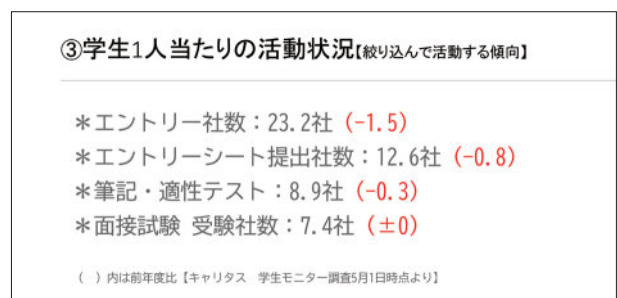 ③学生1人当たりの活動状況【絞り込んで活動する傾向】
＊エントリー社数：23.2社（-1.5）
＊エントリーシート提出社数：12.6社（-0.8）
＊筆記・適性テスト：8.9社（-0.3）
＊面接試験 受験社数：7.4社（±0）
（　）内は前年度比【キャリタス　学生モニター調査5月1日時点より】